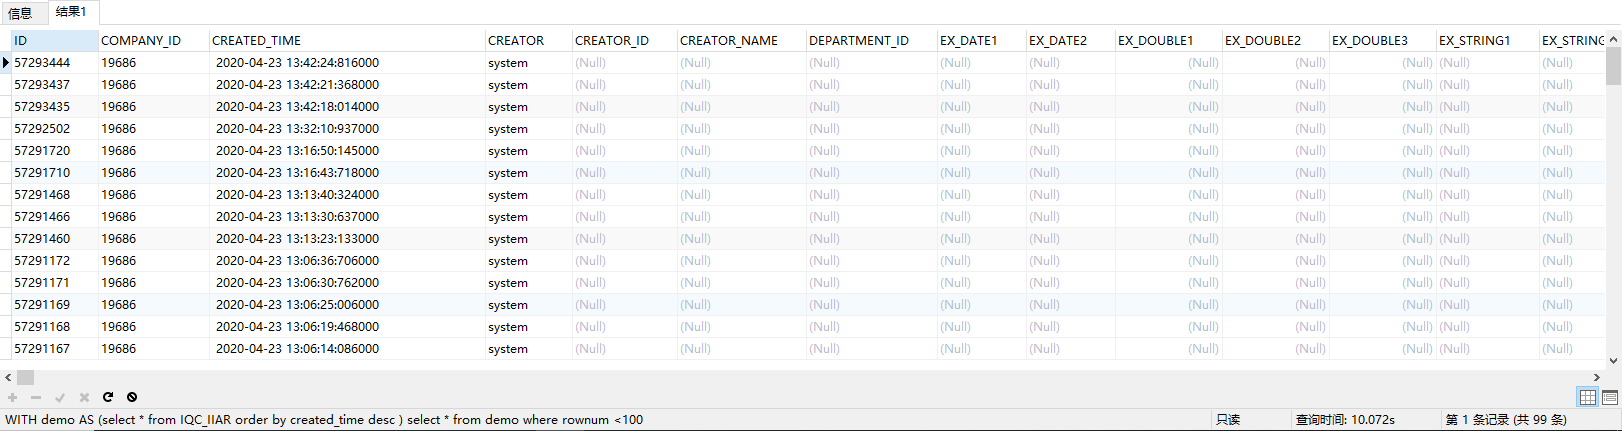 信息 结果1
ID COMPANY_ID CREATED_TIME CREATOR CREATOR_ID CREATOR_NAME DEPARTMENT_ID EX_DATE1 EX_DATE2 EX_DOUBLE1 EX_DOUBLE2 EX_DOUBLE3 EX_STRING1 EX_STRING
57293444 19686 2020-04-23 13:42:24:816000 system (Null) (Null) (Null) (Null) (Null) (Null) (Null) (Null) (Null) (Null)
57293437 19686 2020-04-23 13:42:21:368000 system (Null) (Null) (Null) (Null) (Null) (Null) (Null) (Null) (Null) (Null)
57293435 19686 2020-04-23 13:42:18:014000 system (Null) (Null) (Null) (Null) (Null) (Null) (Null) (Null) (Null) (Null)
57292502 19686 2020-04-23 13:32:10:937000 system (Null) (Null) (Null) (Null) (Null) (Null) (Null) (Null) (Null) (Null)
57291720 19686 2020-04-23 13:16:50:145000 system (Null) (Null) (Null) (Null) (Null) (Null) (Null) (Null) (Null) (Null)
57291710 19686 2020-04-23 13:16:43:718000 system (Null) (Null) (Null) (Null) (Null) (Null) (Null) (Null) (Null) (Null)
57291468 19686 2020-04-23 13:13:40:324000 system (Null) (Null) (Null) (Null) (Null) (Null) (Null) (Null) (Null) (Null)
57291466 19686 2020-04-23 13:13:30:637000 system (Null) (Null) (Null) (Null) (Null) (Null) (Null) (Null) (Null) (Null)
57291460 19686 2020-04-23 13:13:23:133000 system (Null) (Null) (Null) (Null) (Null) (Null) (Null) (Null) (Null) (Null)
57291172 19686 2020-04-23 13:06:36:706000 system (Null) (Null) (Null) (Null) (Null) (Null) (Null) (Null) (Null) (Null)
57291171 19686 2020-04-23 13:06:30:762000 system (Null) (Null) (Null) (Null) (Null) (Null) (Null) (Null) (Null) (Null)
57291169 19686 2020-04-23 13:06:25:006000 system (Null) (Null) (Null) (Null) (Null) (Null) (Null) (Null) (Null) (Null)
57291168 19686 2020-04-23 13:06:19:468000 system (Null) (Null) (Null) (Null) (Null) (Null) (Null) (Null) (Null) (Null)
57291167 19686 2020-04-23 13:06:14:086000 system (Null) (Null) (Null) (Null) (Null) (Null) (Null) (Null) (Null) (Null)
WITH demo AS (select * from IQC_IIAR order by created_time desc ) select * from demo where rownum <100 只读 查询时间: 10.072s 第 1 条记录 (共 99 条)